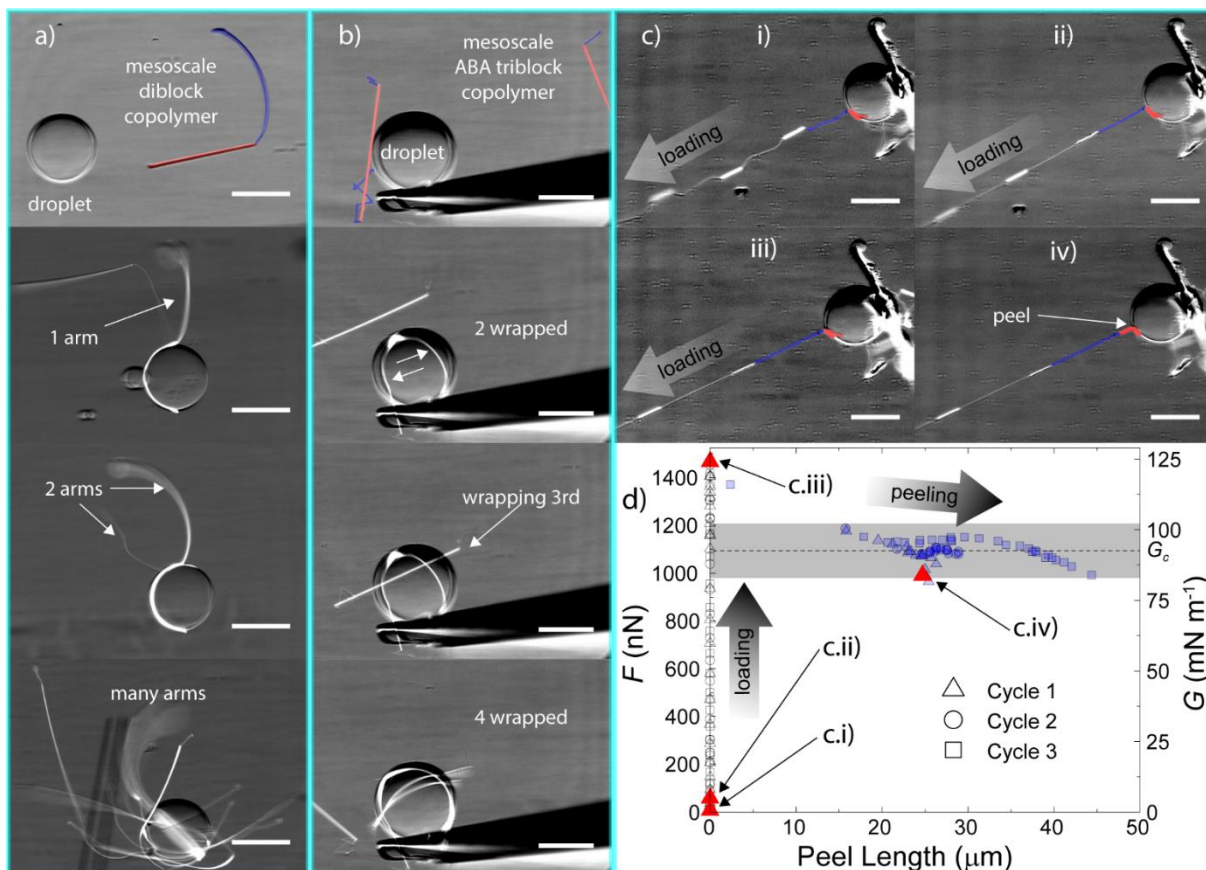 a)
mesoscale
diblock
copolymer
droplet
1 arm
2 arms
many arms
b)
mesoscale
ABA triblock
copolymer
droplet
2 wrapped
wrapping 3rd
4 wrapped
c)
i)
loading
ii)
loading
iii)
loading
iv)
peel
loading
d)
F (nN)
1400
1200
1000
800
600
400
200
0
c.iii)
peeling
Gc
c.iv)
loading
c.ii)
c.i)
Cycle 1
Cycle 2
Cycle 3
125
100
75
50
25
0
G (mN m⁻¹)
0 10 20 30 40 50
Peel Length (μm)